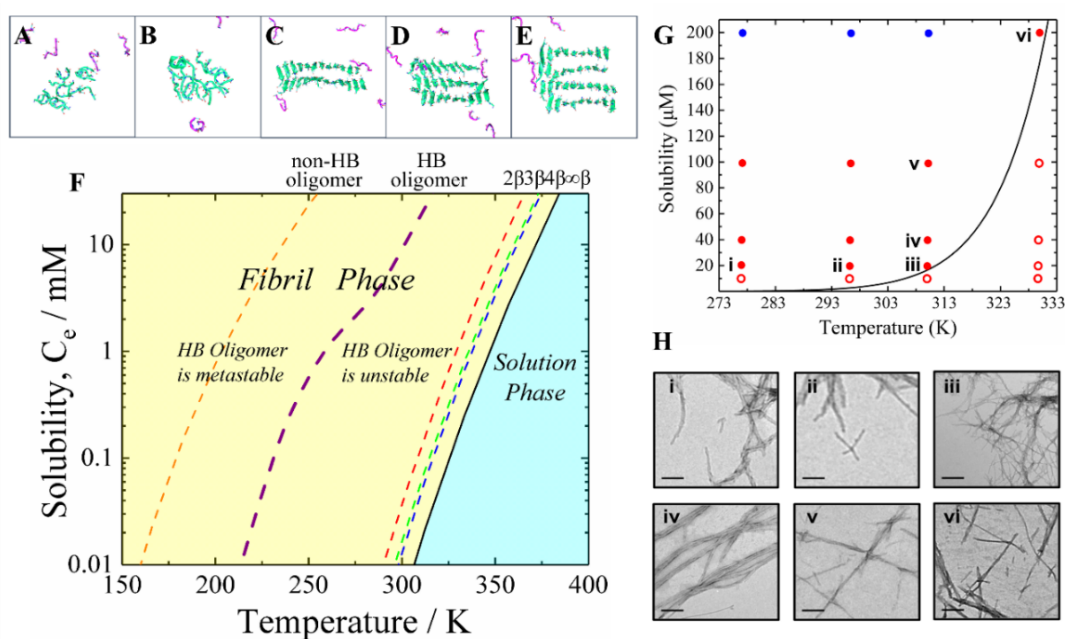 A
B
C
D
E
F
non-HB
oligomer
HB
oligomer
2β3β4β∞β
Fibril Phase
HB Oligomer
is metastable
HB Oligomer
is unstable
Solution
Phase
Solubility, Cₑ / mM
10
1
0.1
0.01
150
200
250
300
350
400
Temperature / K
G
vi
v
iv
i
ii
iii
Solubility (μM)
200
180
160
140
120
100
80
60
40
20
273
283
293
303
313
323
333
Temperature (K)
H
i
ii
iii
iv
v
vi